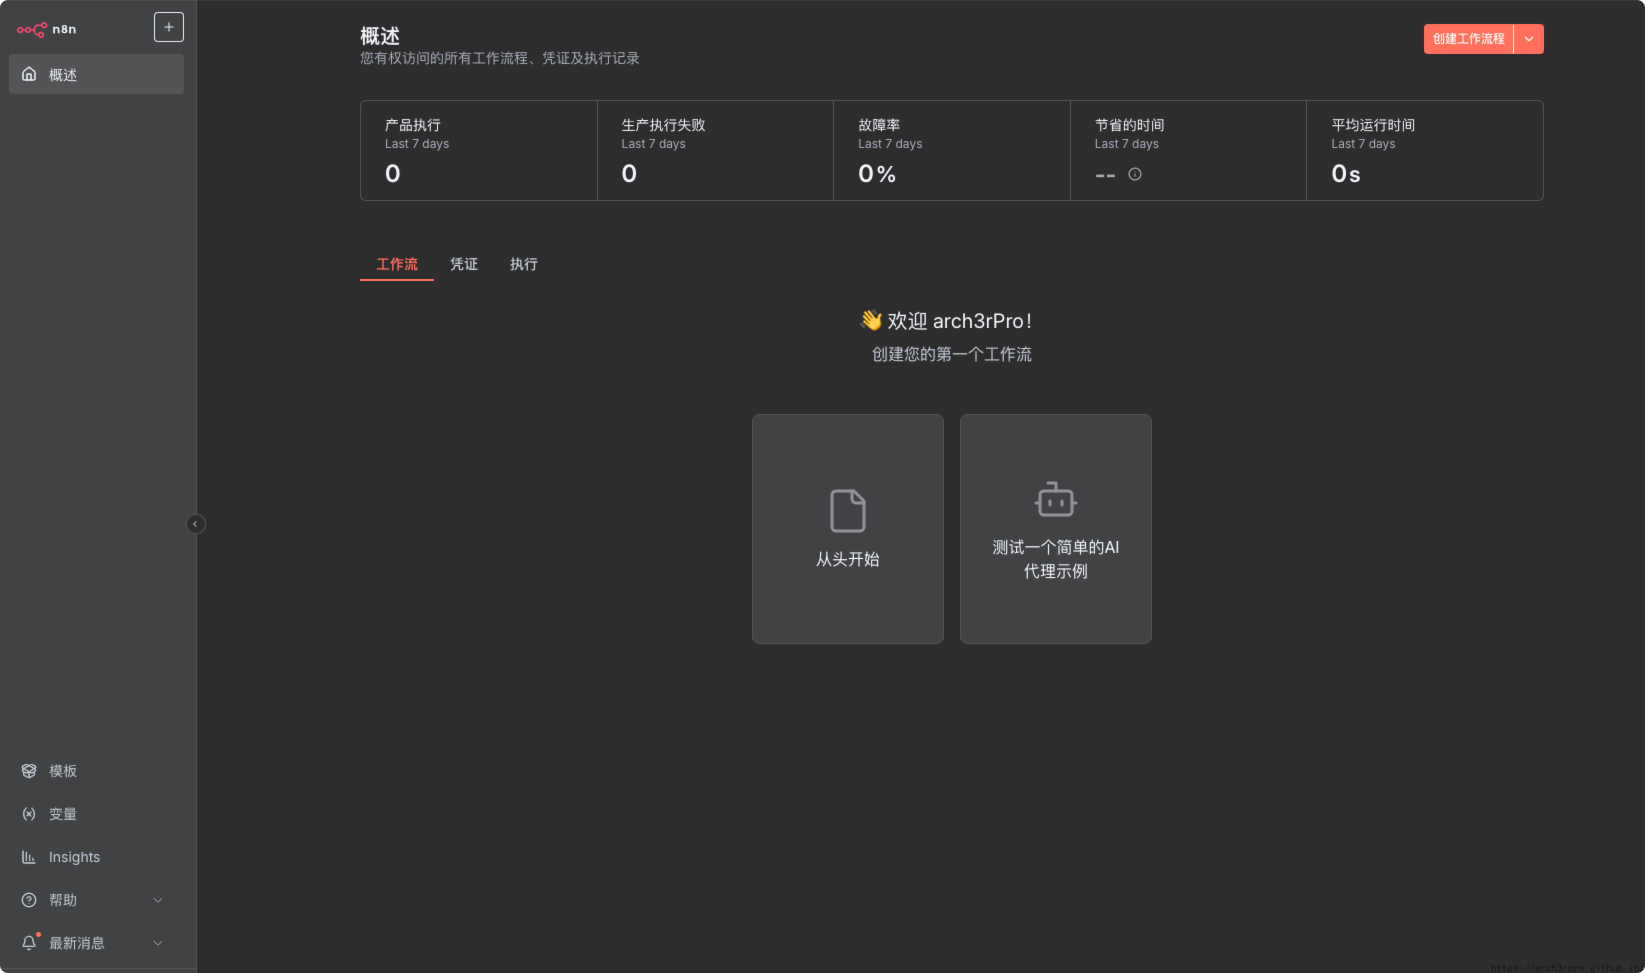 n8n
概述
概述
您有权访问的所有工作流程、凭证及执行记录
创建工作流程
产品执行
Last 7 days
0
生产执行失败
Last 7 days
0
故障率
Last 7 days
0%
节省的时间
Last 7 days
--
平均运行时间
Last 7 days
0s
工作流 凭证 执行
👋 欢迎 arch3rPro!
创建您的第一个工作流
从头开始
测试一个简单的AI
代理示例
模板
变量
Insights
帮助
最新消息